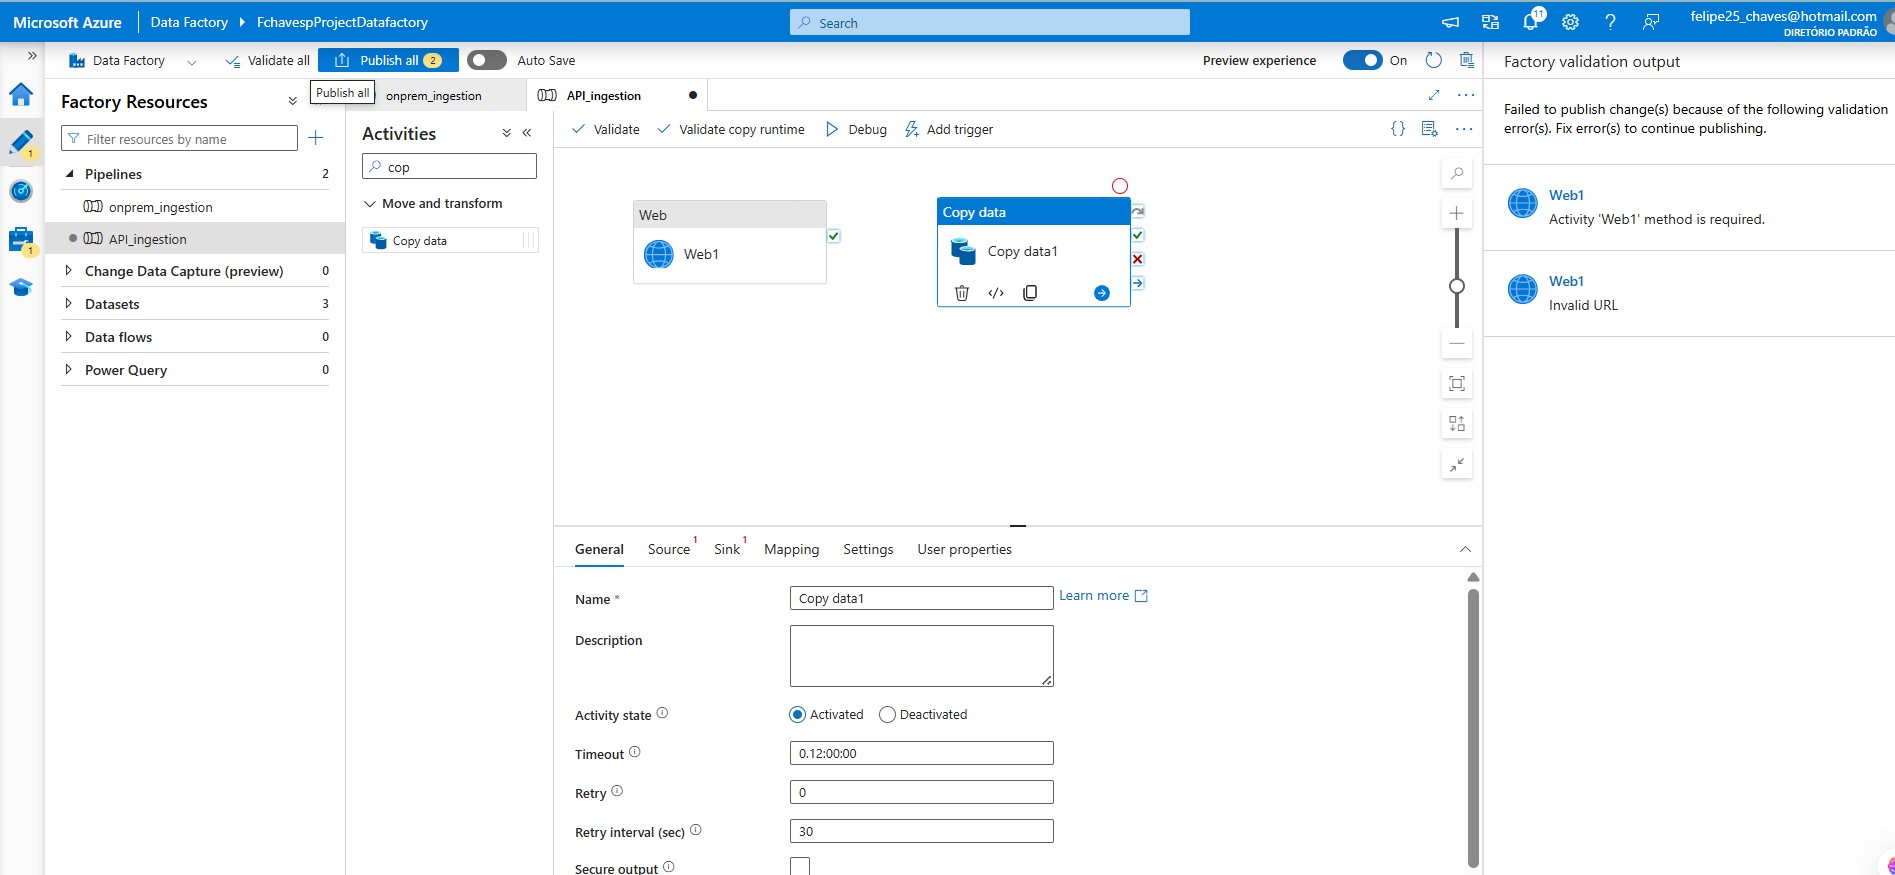 Microsoft Azure
Data Factory
FchavespProjectDatafactory
Search
11
felipe25_chaves@hotmail.com
DIRETÓRIO PADRÃO
Data Factory
Validate all
Publish all
2
Auto Save
Preview experience
On
Publish all
1
1
Factory Resources
Filter resources by name
Pipelines
2
onprem_ingestion
API_ingestion
Change Data Capture (preview)
0
Datasets
3
Data flows
0
Power Query
0
onprem_ingestion
API_ingestion
Activities
cop
Move and transform
Copy data
Validate
Validate copy runtime
Debug
Add trigger
Web
Web1
Copy data
Copy data1
General
Source
1
Sink
1
Mapping
Settings
User properties
Name *
Copy data1
Learn more
Description
Activity state
Activated
Deactivated
Timeout
0.12:00:00
Retry
0
Retry interval (sec)
30
Secure output
Factory validation output
Failed to publish change(s) because of the following validation
error(s). Fix error(s) to continue publishing.
Web1
Activity 'Web1' method is required.
Web1
Invalid URL